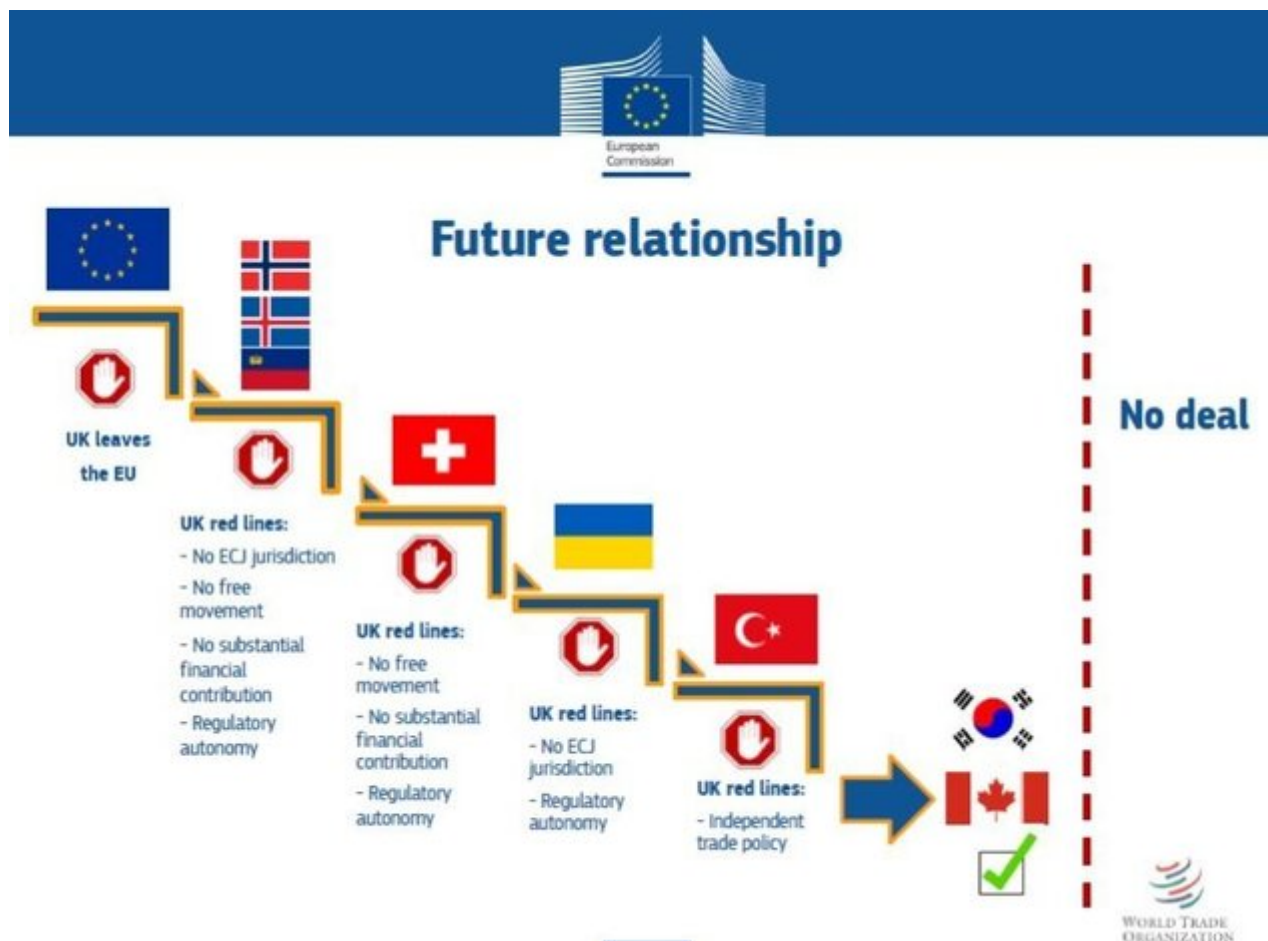 European
Commission
Future relationship
UK leaves
the EU
UK red lines:
- No ECJ jurisdiction
- No free
movement
- No substantial
financial
contribution
- Regulatory
autonomy
UK red lines:
- No free
movement
- No substantial
financial
contribution
- Regulatory
autonomy
UK red lines:
- No ECJ
jurisdiction
- Regulatory
autonomy
UK red lines:
- Independent
trade policy
No deal
WORLD TRADE
ORGANIZATION